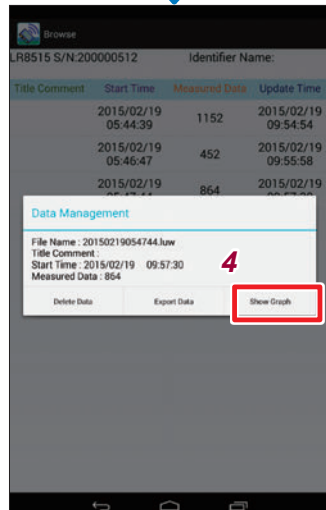 Browse
LR8515 S/N:200000512 Identifier Name:
Title Comment Start Time Measured Data Update Time
2015/02/19 05:44:39 1152 2015/02/19 09:54:54
2015/02/19 05:46:47 452 2015/02/19 09:55:58
2015/02/19 864 2015/02/19
Data Management
File Name : 20150219054744.luw
Title Comment :
Start Time : 2015/02/19 09:57:30
Measured Data : 864
4
Delete Data Export Data Show Graph